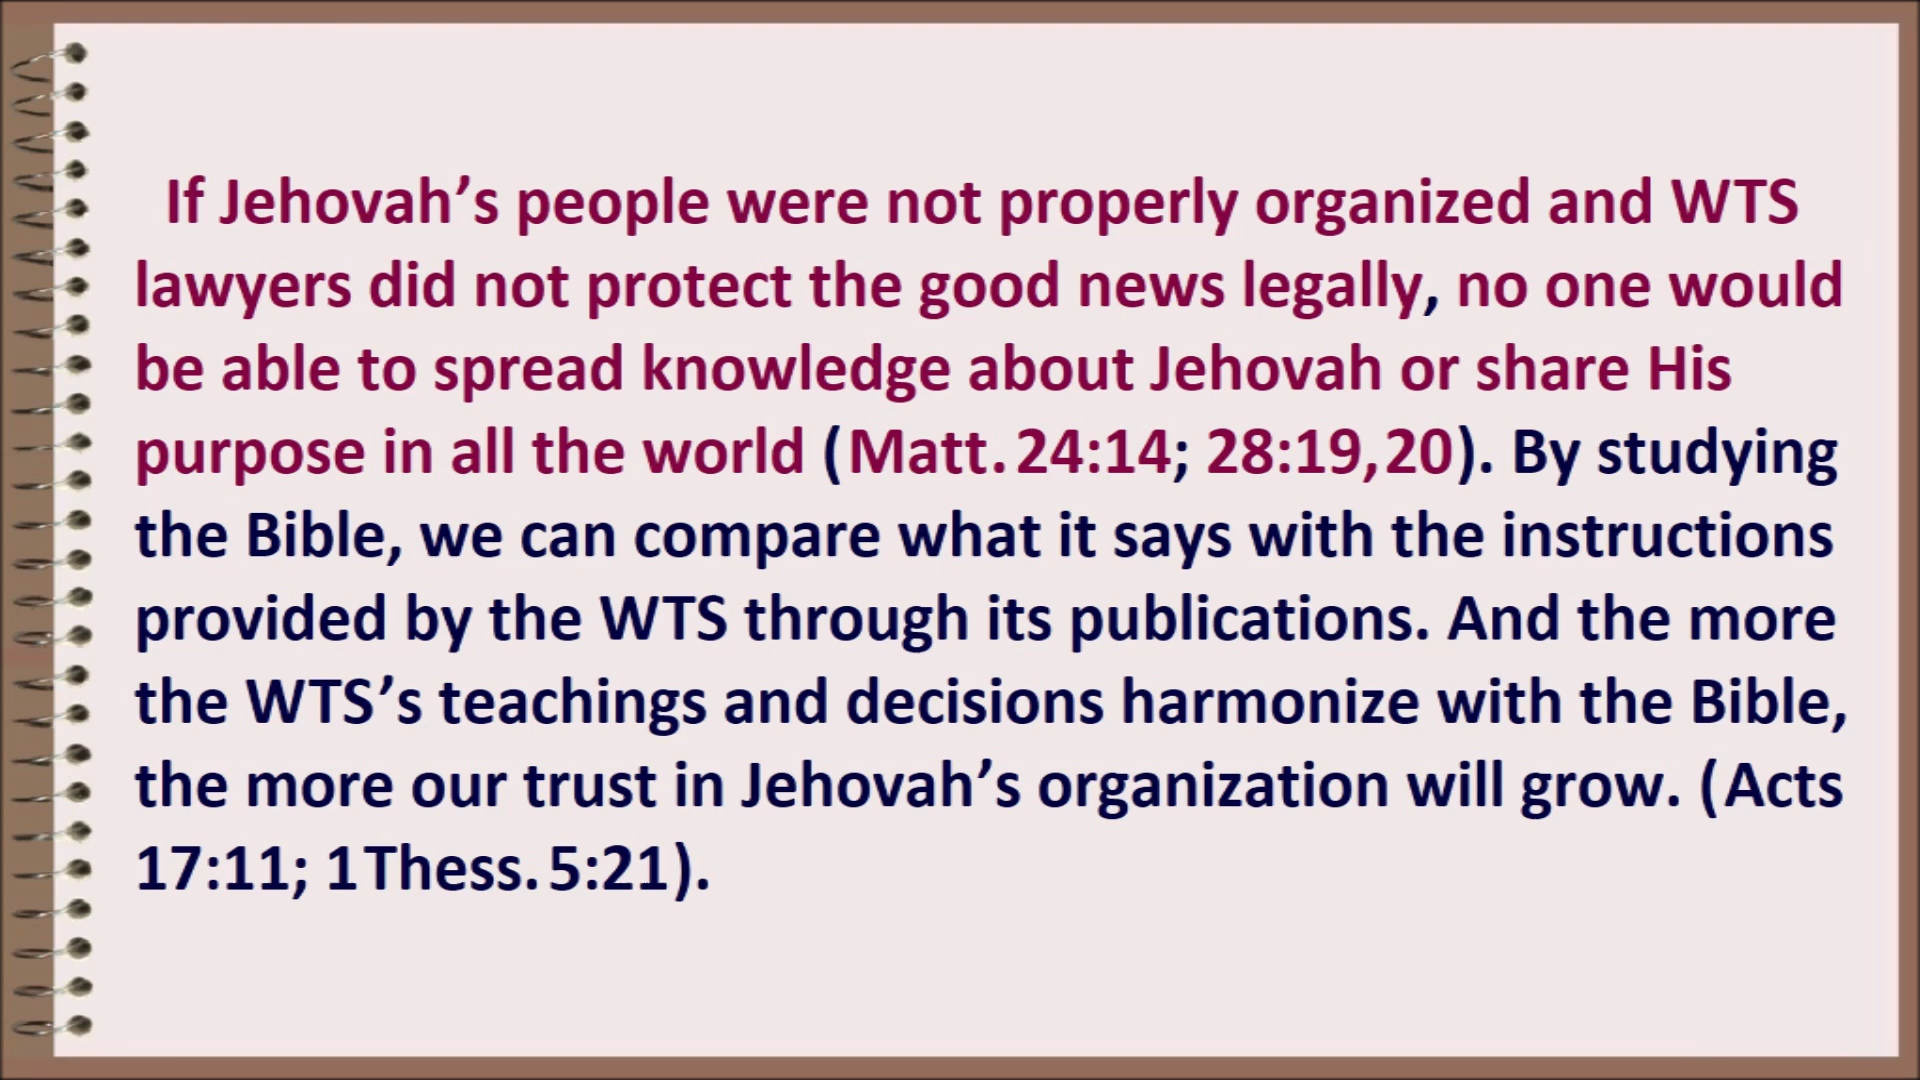 If Jehovah’s people were not properly organized and WTS
lawyers did not protect the good news legally, no one would
be able to spread knowledge about Jehovah or share His
purpose in all the world (Matt. 24:14; 28:19,20). By studying
the Bible, we can compare what it says with the instructions
provided by the WTS through its publications. And the more
the WTS’s teachings and decisions harmonize with the Bible,
the more our trust in Jehovah’s organization will grow. (Acts
17:11; 1 Thess. 5:21).